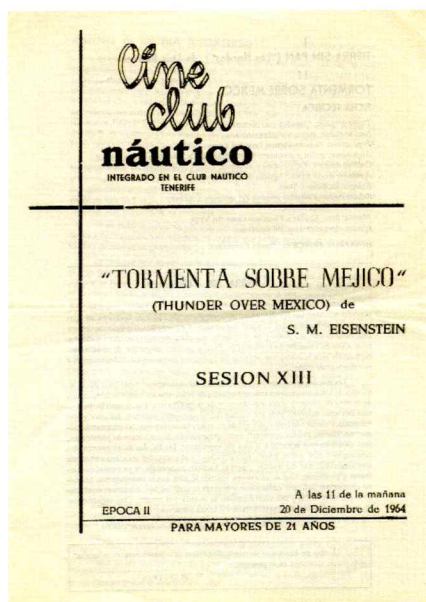 Cine
club
náutico
INTEGRADO EN EL CLUB NAUTICO
TENERIFE
"TORMENTA SOBRE MEJICO"
(THUNDER OVER MEXICO) de
S. M. EISENSTEIN
SESION XIII
A las 11 de la mañana
EPOCA II 20 de Diciembre de 1964
PARA MAYORES DE 21 AÑOS